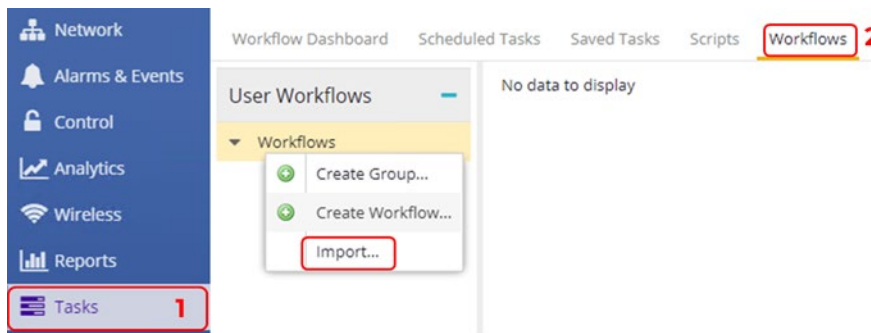 Network
Alarms & Events
Control
Analytics
Wireless
Reports
Tasks 1
Workflow Dashboard Scheduled Tasks Saved Tasks Scripts Workflows 2
User Workflows
Workflows
Create Group...
Create Workflow...
Import...
No data to display